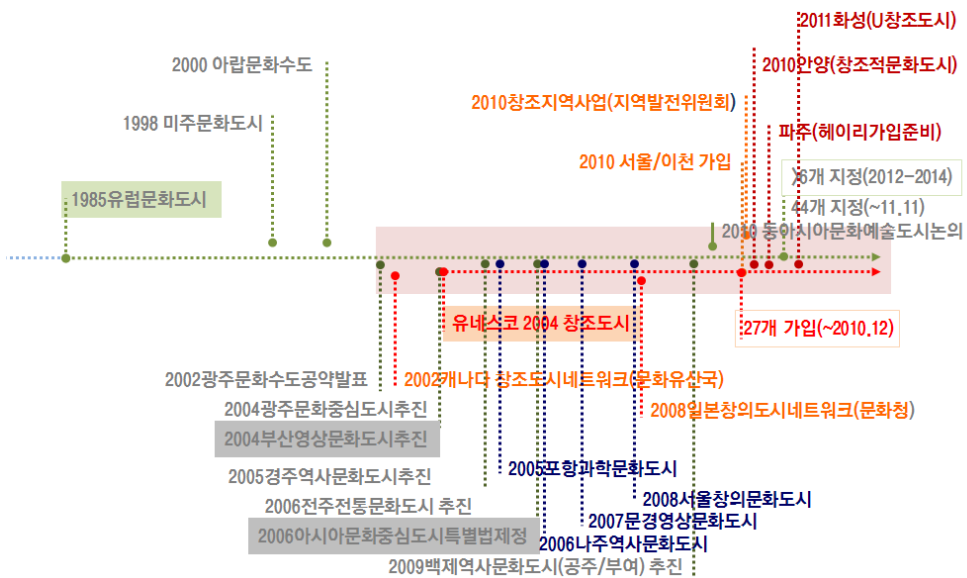 2011화성(U창조도시)
2000 아랍문화수도
2010안양(창조적문화도시)
2010창조지역사업(지역발전위원회)
1998 미주문화도시
파주(헤이리가입준비)
2010 서울/이천 가입
)6개 지정(2012-2014)
1985유럽문화도시
44개 지정(~11.11)
2010 동아시아문화예술도시논의
유네스코 2004 창조도시
27개 가입(~2010.12)
2002광주문화수도공약발표
2002캐나다 창조도시네트워크(문화유산국)
2004광주문화중심도시추진
2008일본창의도시네트워크(문화청)
2004부산영상문화도시추진
2005경주역사문화도시추진
2005포항과학문화도시
2006전주전통문화도시 추진
2008서울창의문화도시
2007문경영상문화도시
2006아시아문화중심도시특별법제정
2006나주역사문화도시
2009백제역사문화도시(공주/부여) 추진